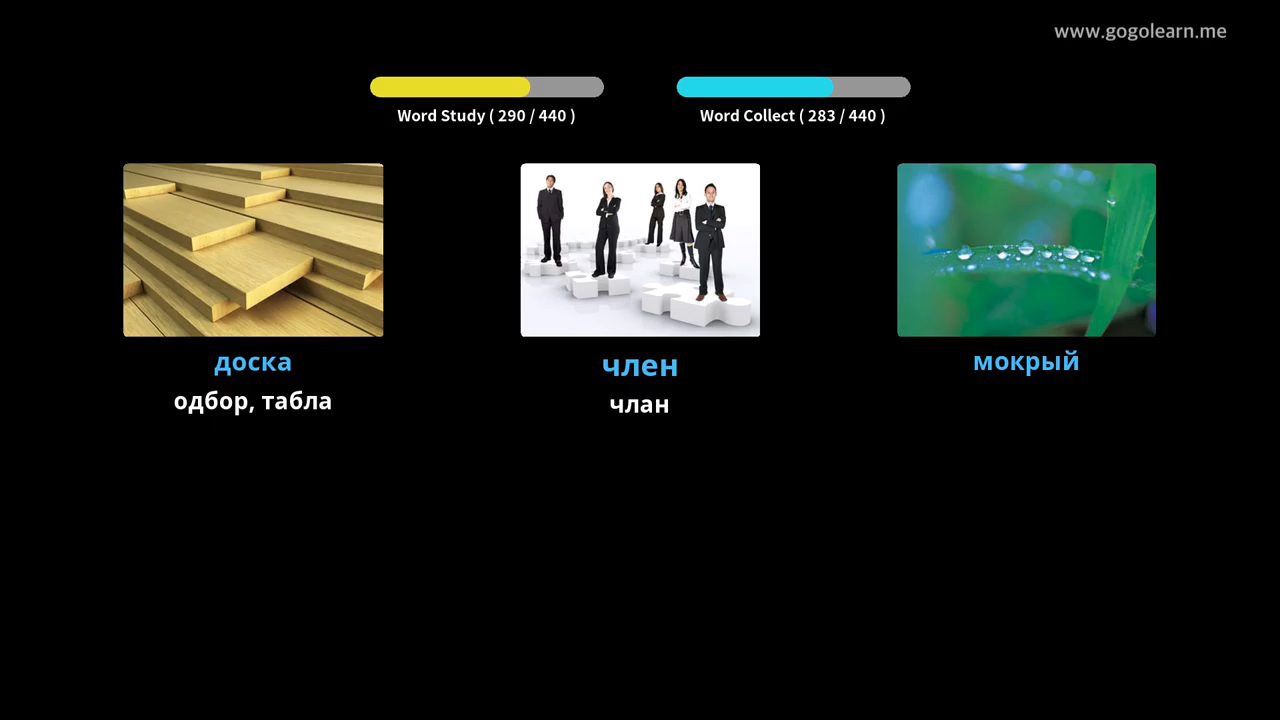 www.gogolearn.me
Word Study ( 290 / 440 )
Word Collect ( 283 / 440 )
доска
одбор, табла
член
члан
мокрый